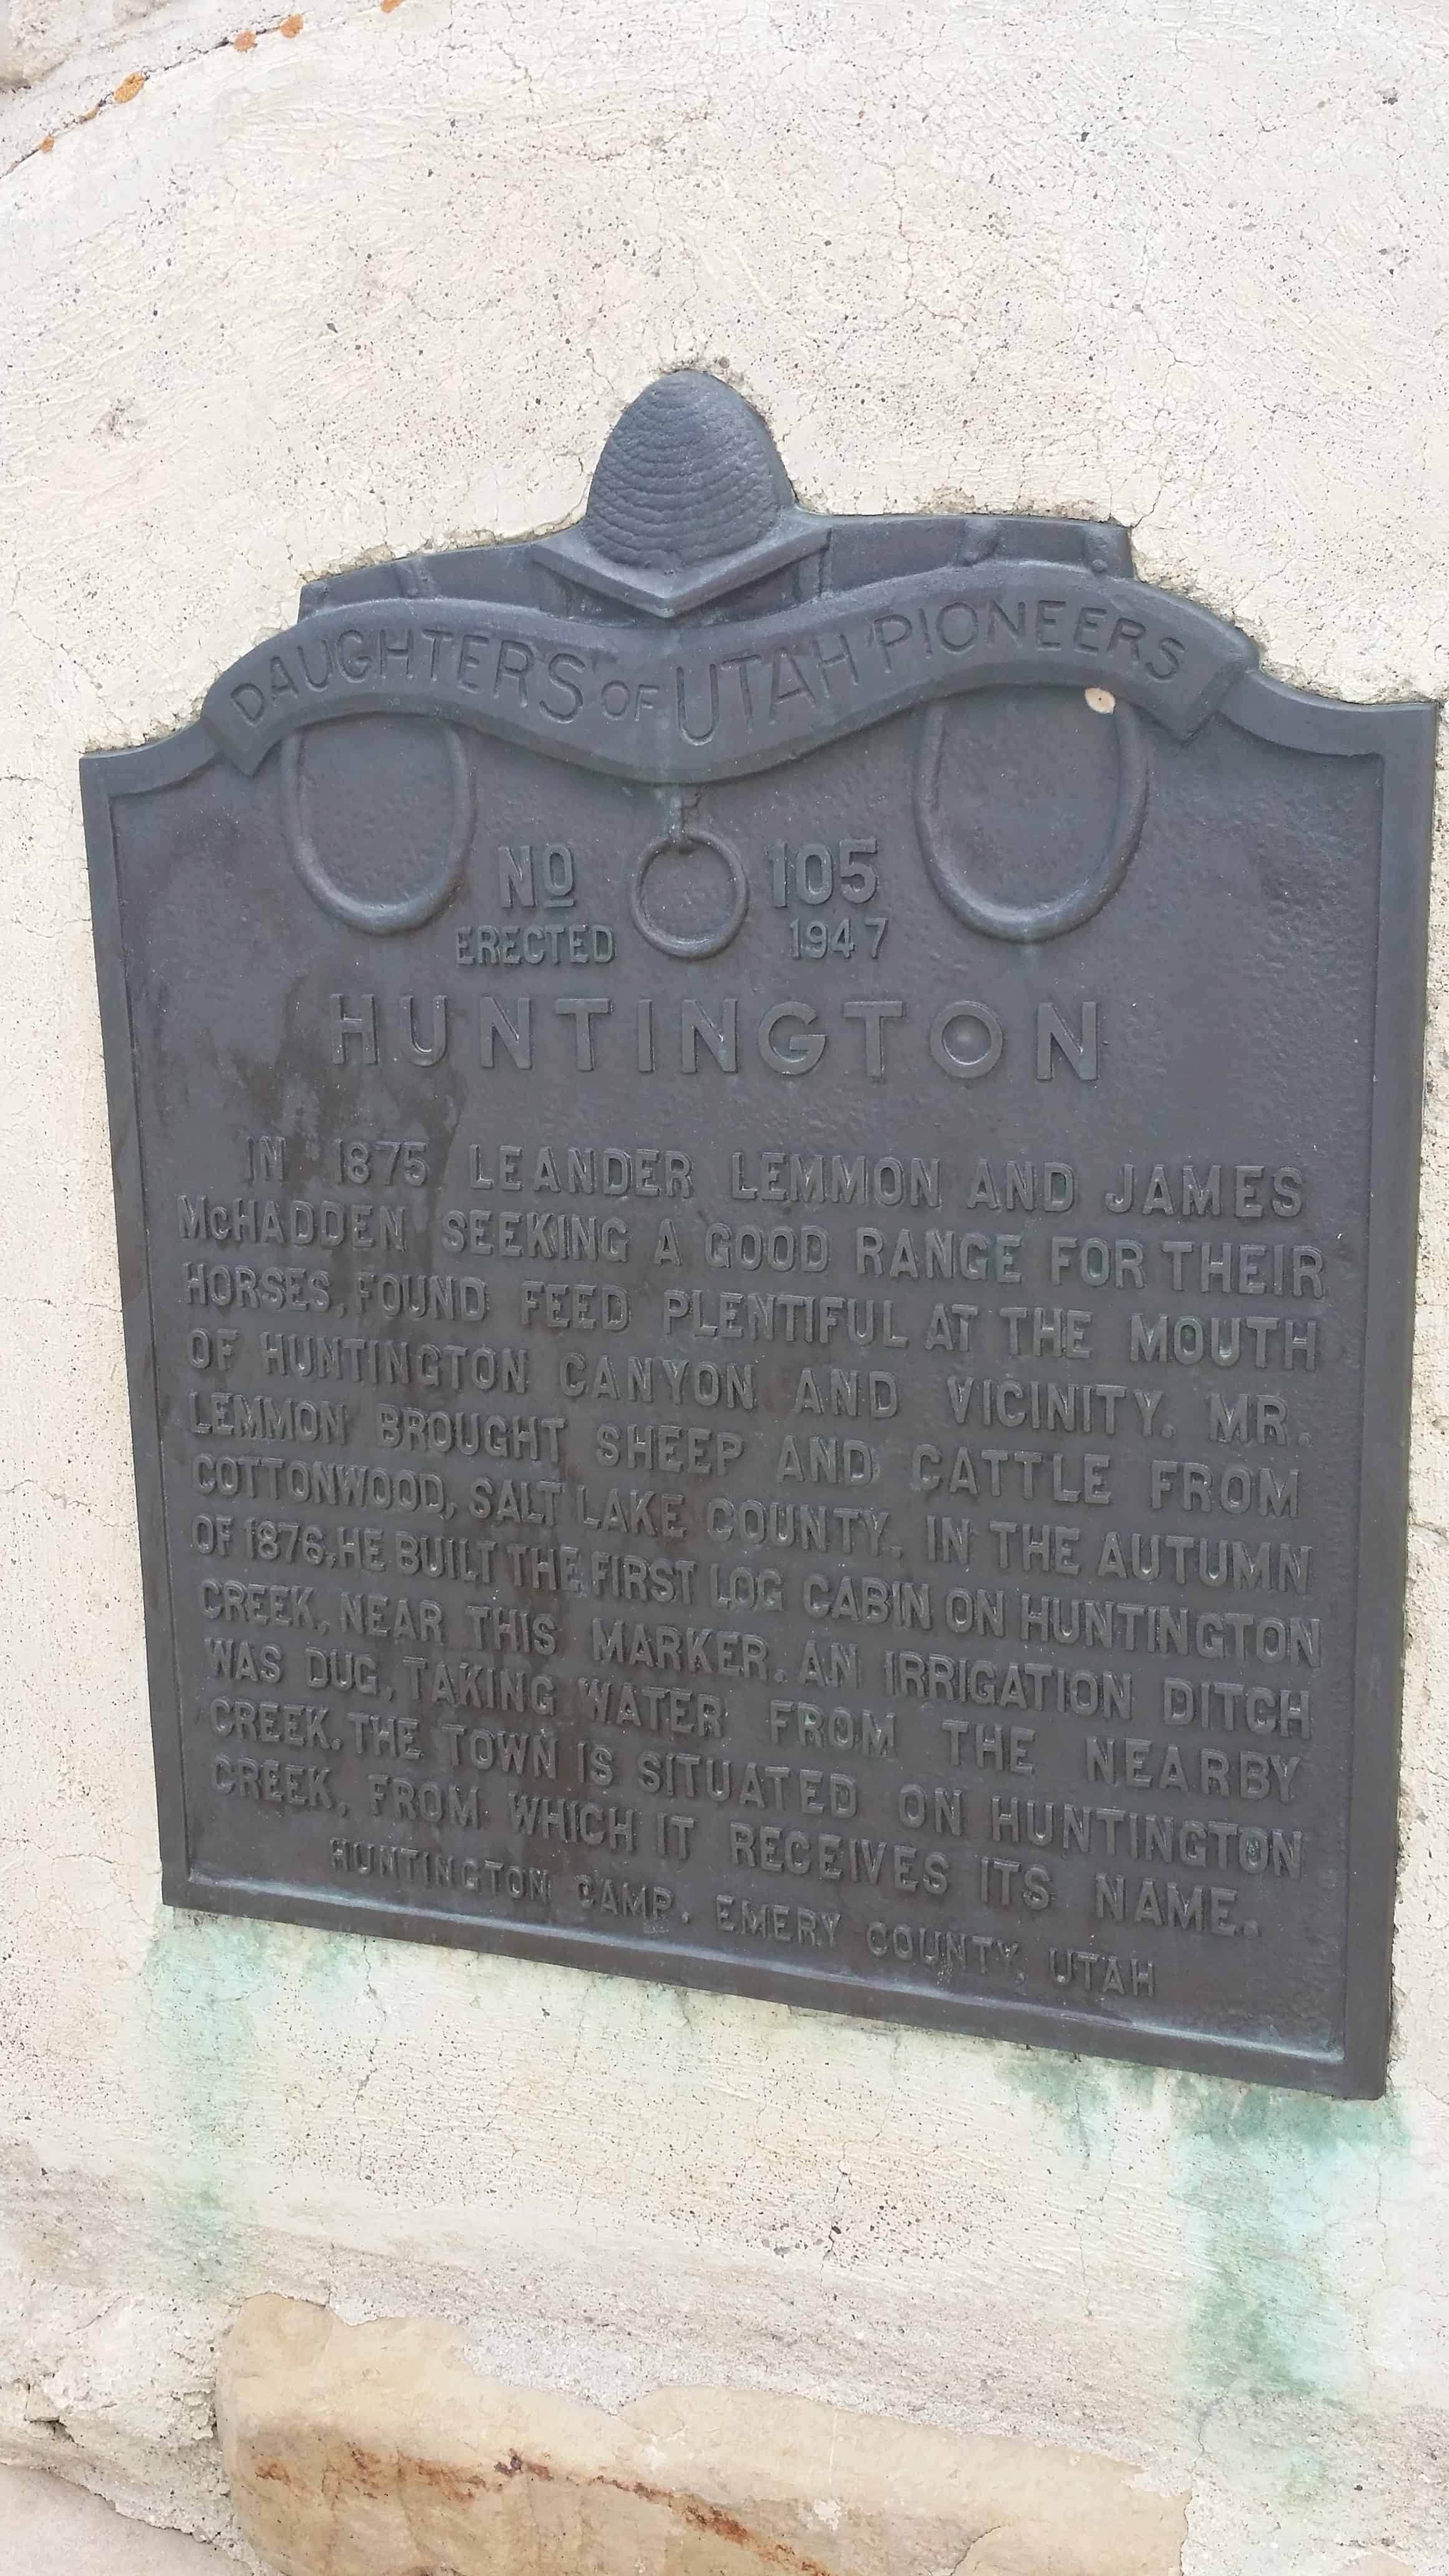 DAUGHTERS OF UTAH PIONEERS
NO 105
ERECTED 1947
HUNTINGTON
IN 1875 LEANDER LEMMON AND JAMES
McHADDEN SEEKING A GOOD RANGE FOR THEIR
HORSES, FOUND FEED PLENTIFUL AT THE MOUTH
OF HUNTINGTON CANYON AND VICINITY. MR.
LEMMON BROUGHT SHEEP AND CATTLE FROM
COTTONWOOD, SALT LAKE COUNTY. IN THE AUTUMN
OF 1876, HE BUILT THE FIRST LOG CABIN ON HUNTINGTON
CREEK, NEAR THIS MARKER. AN IRRIGATION DITCH
WAS DUG, TAKING WATER FROM THE NEARBY
CREEK. THE TOWN IS SITUATED ON HUNTINGTON
CREEK, FROM WHICH IT RECEIVES ITS NAME.
HUNTINGTON CAMP. EMERY COUNTY, UTAH